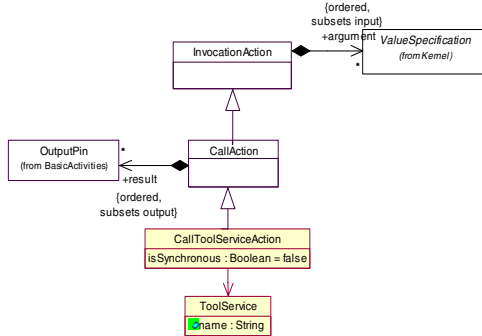 {ordered,
subsets input}
+argument
InvocationAction
ValueSpecification
(from Kernel)
*
OutputPin
(from BasicActivities)
*
CallAction
+result
{ordered,
subsets output}
CallToolServiceAction
isSynchronous : Boolean = false
ToolService
name : String